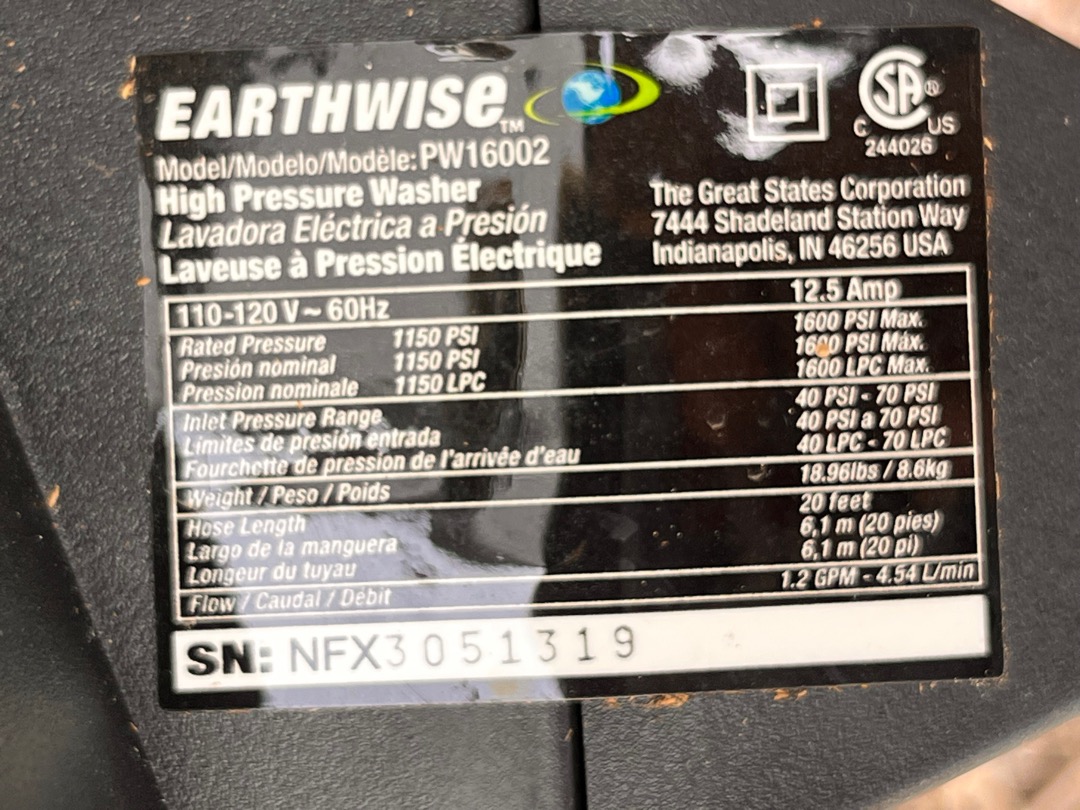 EARTHWISe™
Model/Modelo/Modèle: PW16002
High Pressure Washer
Lavadora Eléctrica a Presión
Laveuse à Pression Électrique
SA®
C US
244026
The Great States Corporation
7444 Shadeland Station Way
Indianapolis, IN 46256 USA
110-120 V ~ 60Hz 12.5 Amp
Rated Pressure 1150 PSI 1600 PSI Max.
Presión nominal 1150 PSI 1600 PSI Máx.
Pression nominale 1150 LPC 1600 LPC Max.
Inlet Pressure Range 40 PSI - 70 PSI
Límites de presión entrada 40 PSI a 70 PSI
Fourchette de pression de l'arrivée d'eau 40 LPC - 70 LPC
Weight / Peso / Poids 18.96lbs / 8.6kg
Hose Length 20 feet
Largo de la manguera 6,1 m (20 pies)
Longeur du tuyau 6,1 m (20 pi)
Flow / Caudal / Débit 1.2 GPM - 4.54 L/min
SN: NFX3051319